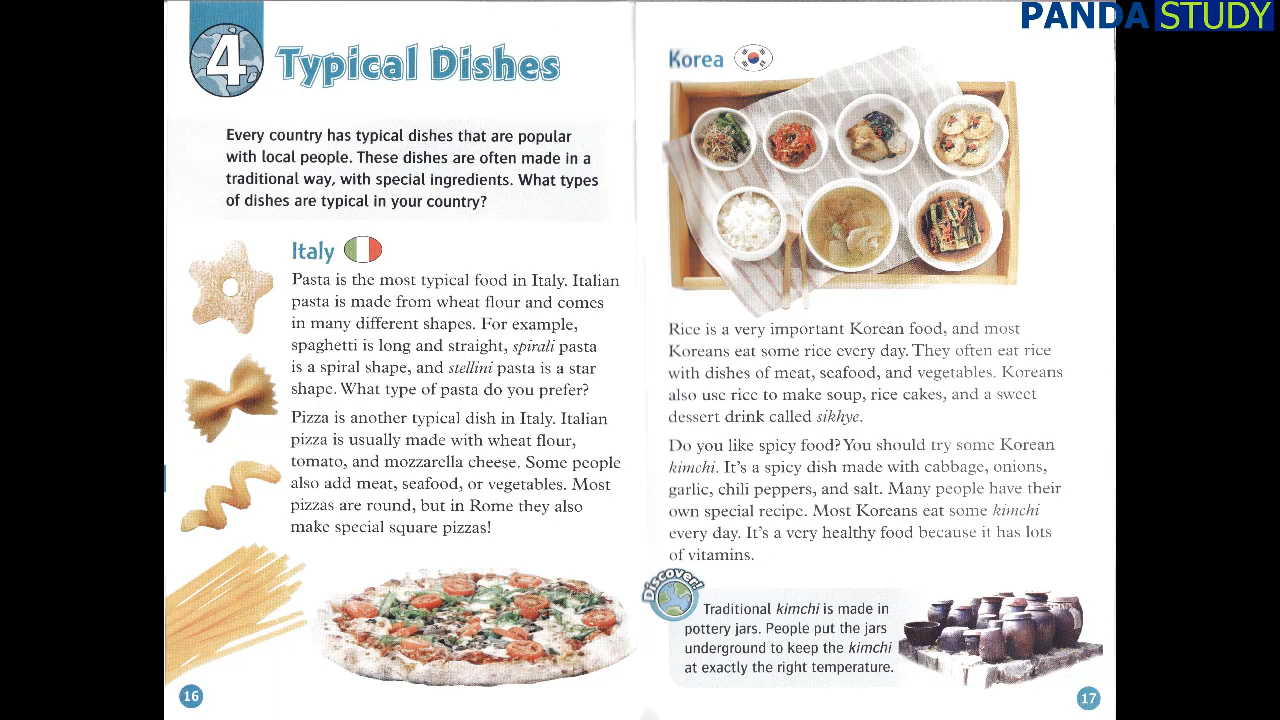 PANDA STUDY
4 Typical Dishes
Every country has typical dishes that are popular
with local people. These dishes are often made in a
traditional way, with special ingredients. What types
of dishes are typical in your country?
Italy
Pasta is the most typical food in Italy. Italian
pasta is made from wheat flour and comes
in many different shapes. For example,
spaghetti is long and straight, spirali pasta
is a spiral shape, and stellini pasta is a star
shape. What type of pasta do you prefer?
Pizza is another typical dish in Italy. Italian
pizza is usually made with wheat flour,
tomato, and mozzarella cheese. Some people
also add meat, seafood, or vegetables. Most
pizzas are round, but in Rome they also
make special square pizzas!
16
Korea
Rice is a very important Korean food, and most
Koreans eat some rice every day. They often eat rice
with dishes of meat, seafood, and vegetables. Koreans
also use rice to make soup, rice cakes, and a sweet
dessert drink called sikhye.
Do you like spicy food? You should try some Korean
kimchi. It's a spicy dish made with cabbage, onions,
garlic, chili peppers, and salt. Many people have their
own special recipe. Most Koreans eat some kimchi
every day. It's a very healthy food because it has lots
of vitamins.
Discover!
Traditional kimchi is made in
pottery jars. People put the jars
underground to keep the kimchi
at exactly the right temperature.
17